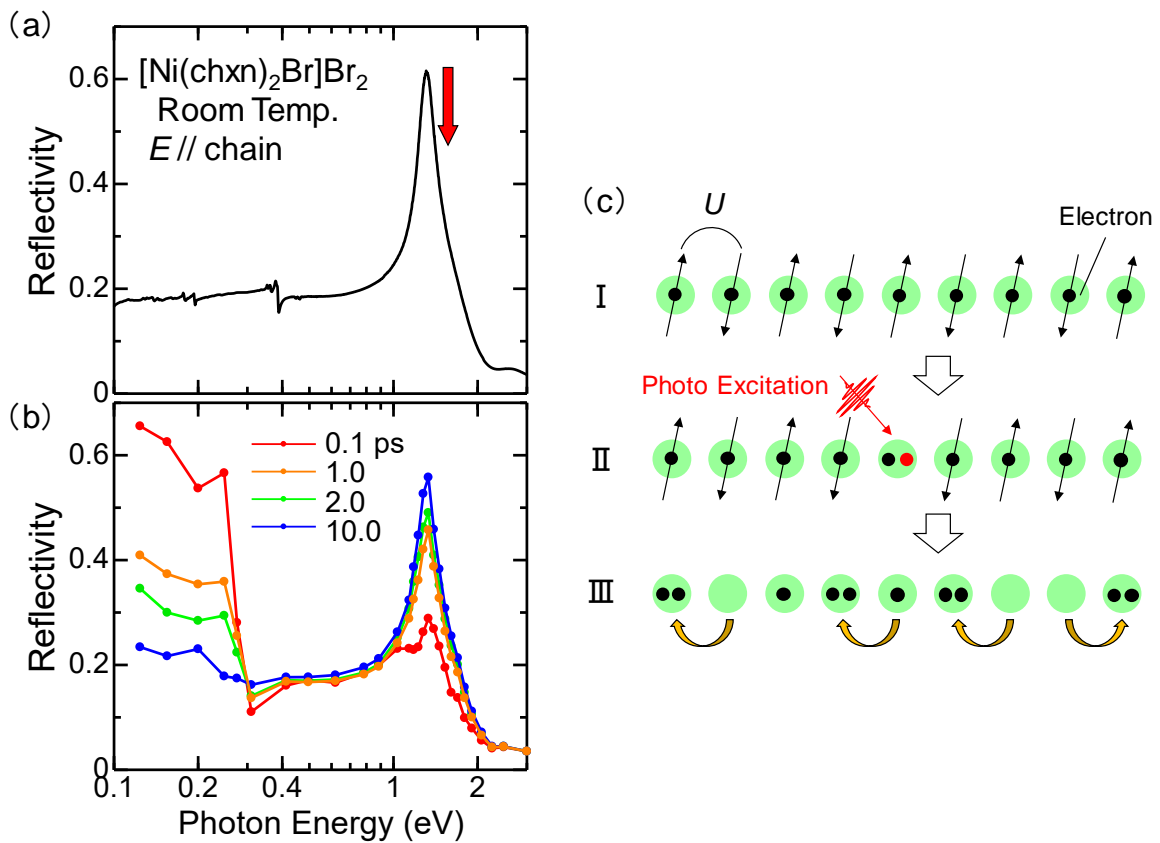 (a)
[Ni(chxn)₂Br]Br₂
Room Temp.
E // chain
Reflectivity
0.6
0.4
0.2
0
(b)
0.1 ps
1.0
2.0
10.0
Reflectivity
0.6
0.4
0.2
0
0.1
0.2
0.4
1
2
Photon Energy (eV)
(c)
U
Electron
Ⅰ
Photo Excitation
Ⅱ
Ⅲ